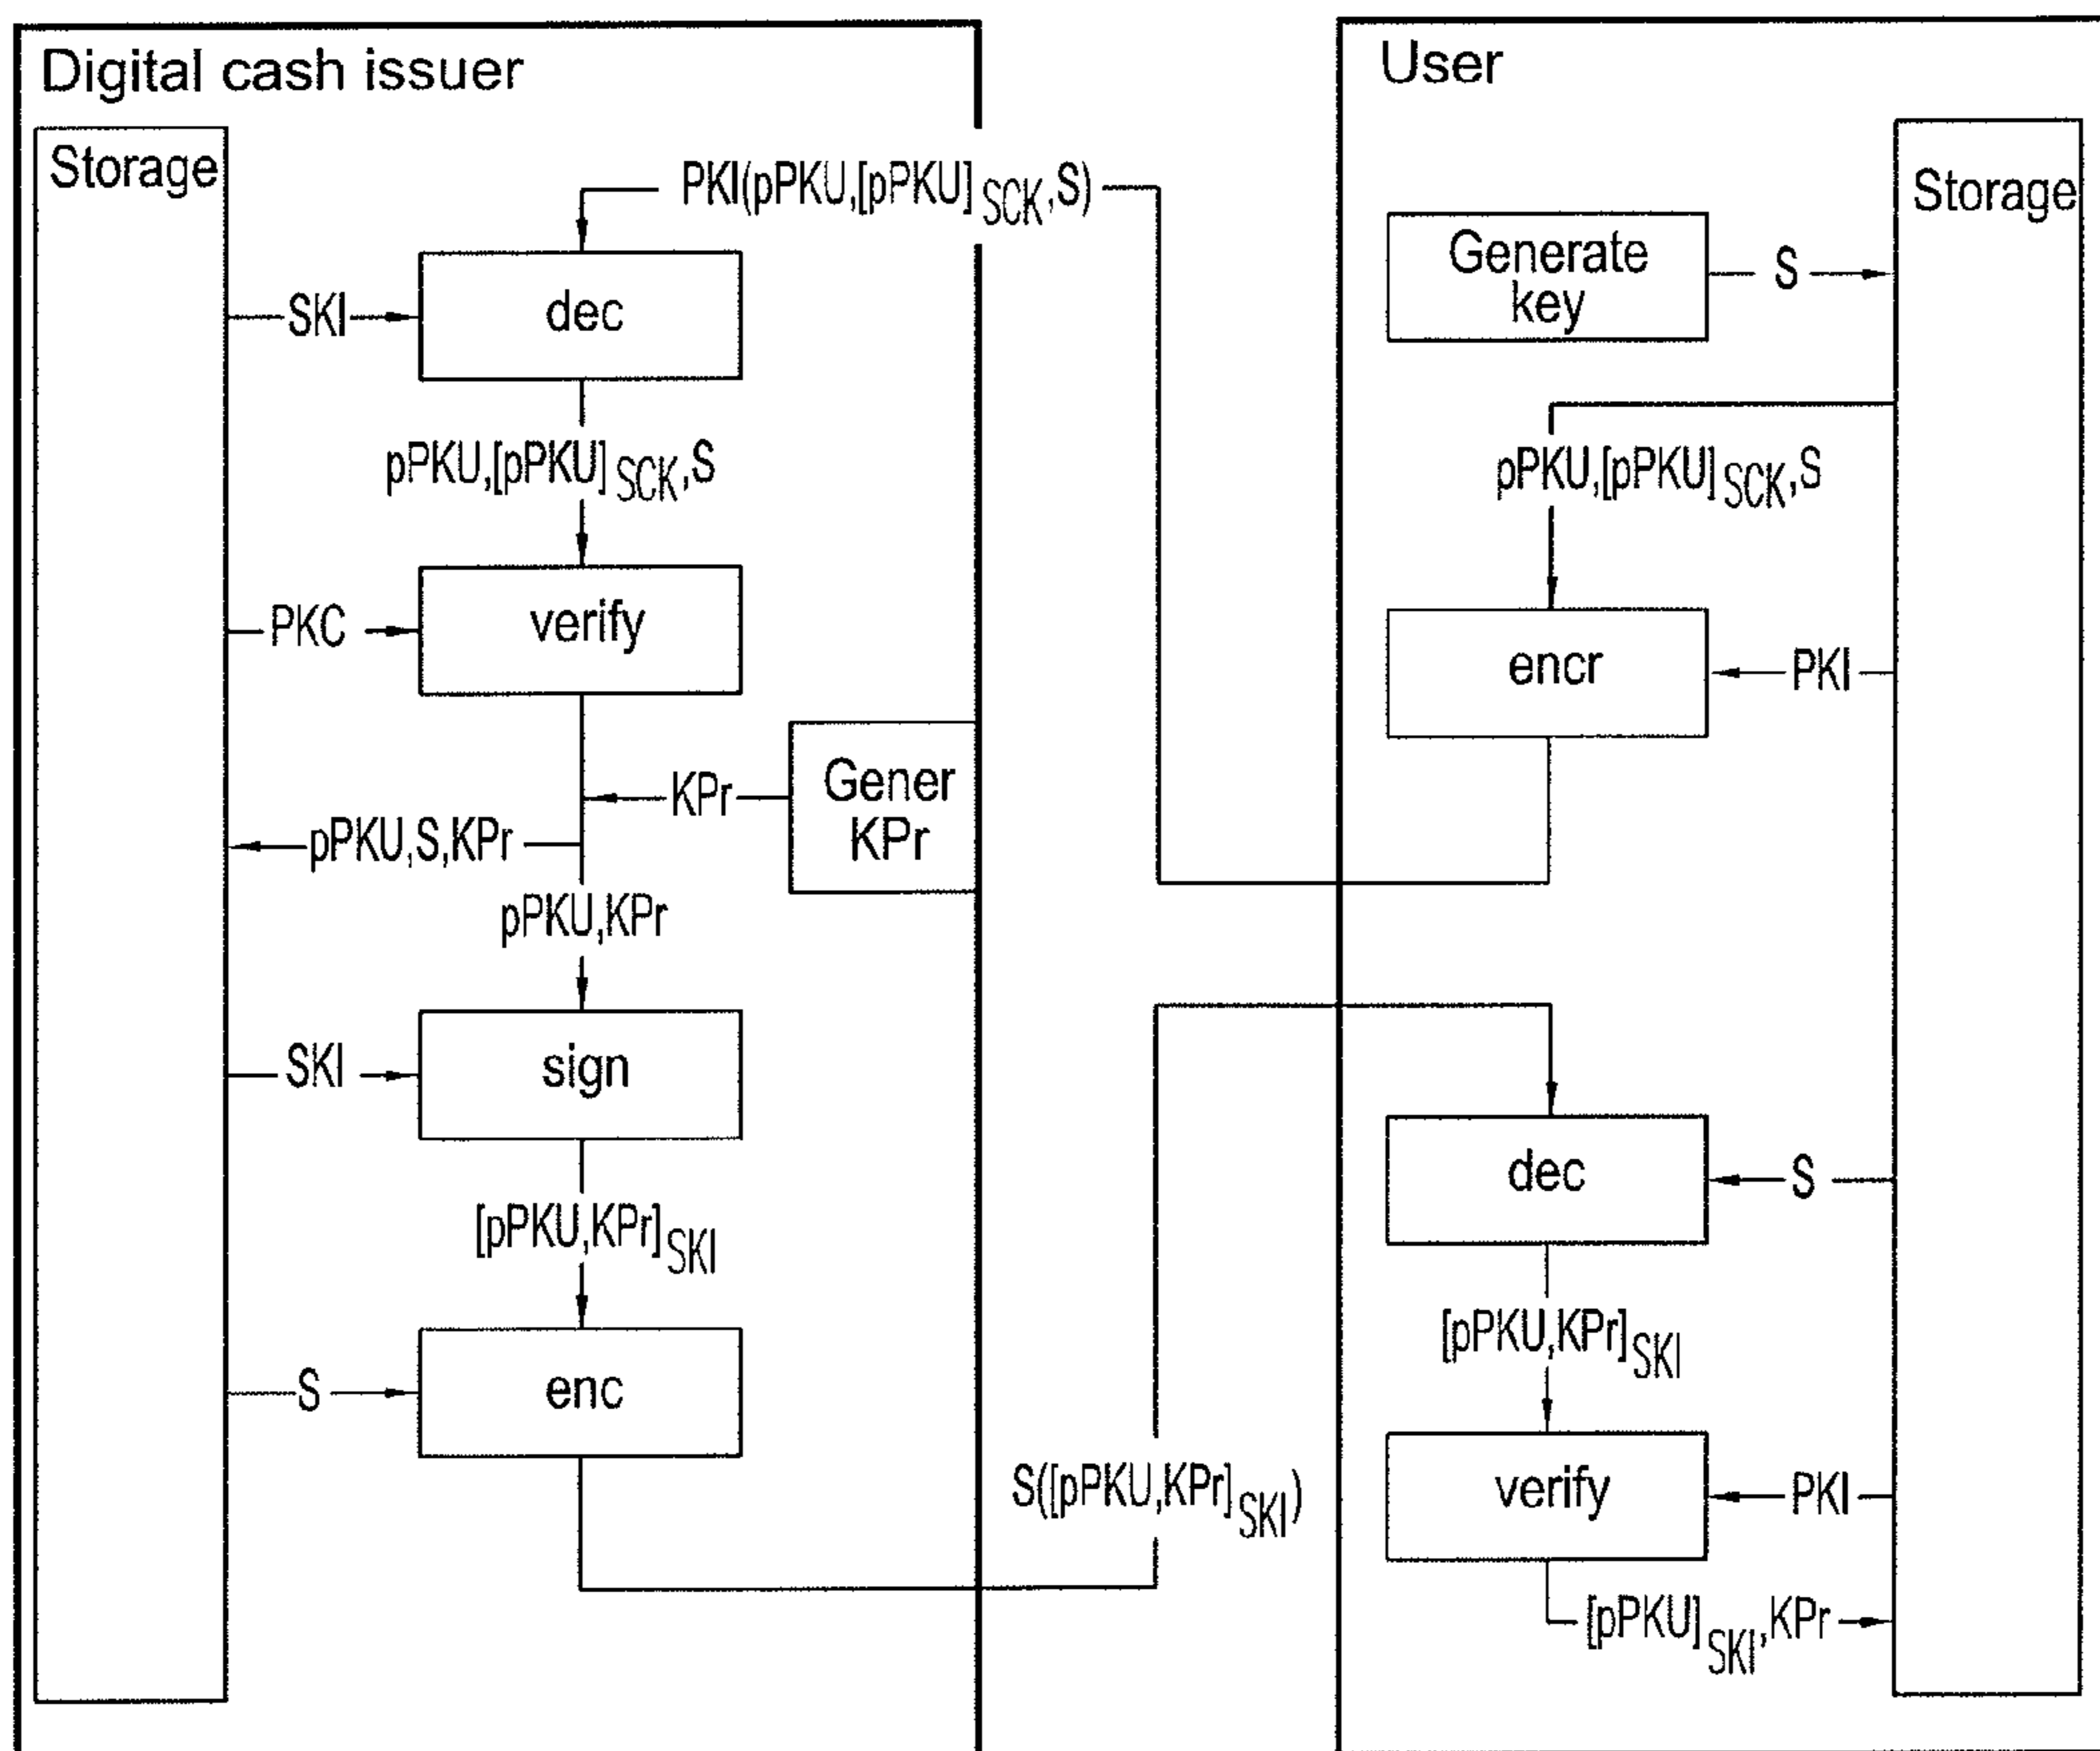 Digital cash issuer
Storage
PKI(pPKU,[pPKU]SCK,S)
SKI
dec
pPKU,[pPKU]SCK,S
PKC
verify
KPr
Gener
KPr
pPKU,S,KPr
pPKU,KPr
SKI
sign
[pPKU,KPr]SKI
S
enc
S([pPKU,KPr]SKI)
User
Storage
Generate
key
S
pPKU,[pPKU]SCK,S
encr
PKI
dec
S
[pPKU,KPr]SKI
verify
PKI
[pPKU]SKI,KPr